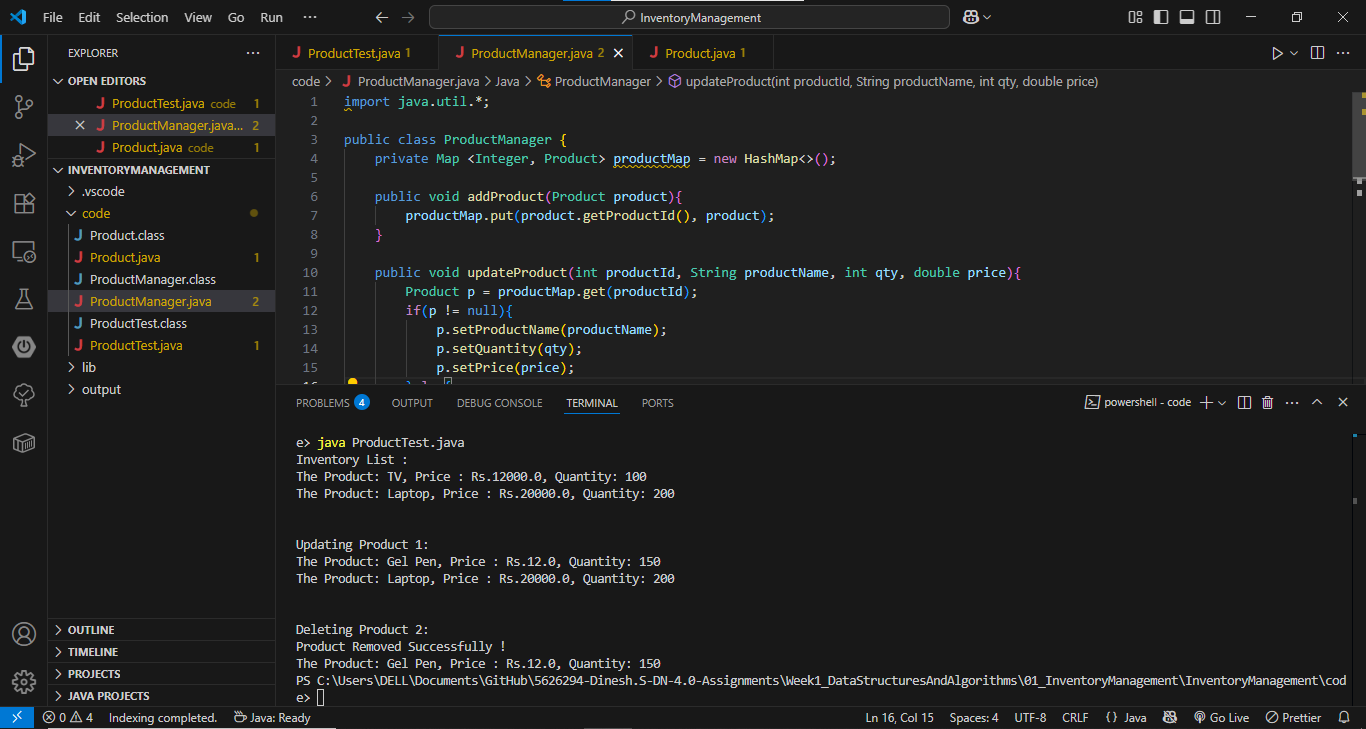 File Edit Selection View Go Run ··· InventoryManagement
EXPLORER ···
OPEN EDITORS
ProductTest.java code 1
ProductManager.java... 2
Product.java code 1
INVENTORYMANAGEMENT
.vscode
code
Product.class
Product.java 1
ProductManager.class
ProductManager.java 2
ProductTest.class
ProductTest.java 1
lib
output
OUTLINE
TIMELINE
PROJECTS
JAVA PROJECTS
ProductTest.java 1 ProductManager.java 2 Product.java 1
code > ProductManager.java > Java > ProductManager > updateProduct(int productId, String productName, int qty, double price)
1 import java.util.*;
2
3 public class ProductManager {
4 private Map <Integer, Product> productMap = new HashMap<>();
5
6 public void addProduct(Product product){
7 productMap.put(product.getProductId(), product);
8 }
9
10 public void updateProduct(int productId, String productName, int qty, double price){
11 Product p = productMap.get(productId);
12 if(p != null){
13 p.setProductName(productName);
14 p.setQuantity(qty);
15 p.setPrice(price);
PROBLEMS 4 OUTPUT DEBUG CONSOLE TERMINAL PORTS powershell - code
e> java ProductTest.java
Inventory List :
The Product: TV, Price : Rs.12000.0, Quantity: 100
The Product: Laptop, Price : Rs.20000.0, Quantity: 200
Updating Product 1:
The Product: Gel Pen, Price : Rs.12.0, Quantity: 150
The Product: Laptop, Price : Rs.20000.0, Quantity: 200
Deleting Product 2:
Product Removed Successfully !
The Product: Gel Pen, Price : Rs.12.0, Quantity: 150
PS C:\Users\DELL\Documents\GitHub\5626294-Dinesh.S-DN-4.0-Assignments\Week1_DataStructuresAndAlgorithms\01_InventoryManagement\InventoryManagement\cod
e>
0 4 Indexing completed. Java: Ready Ln 16, Col 15 Spaces: 4 UTF-8 CRLF {} Java Go Live Prettier